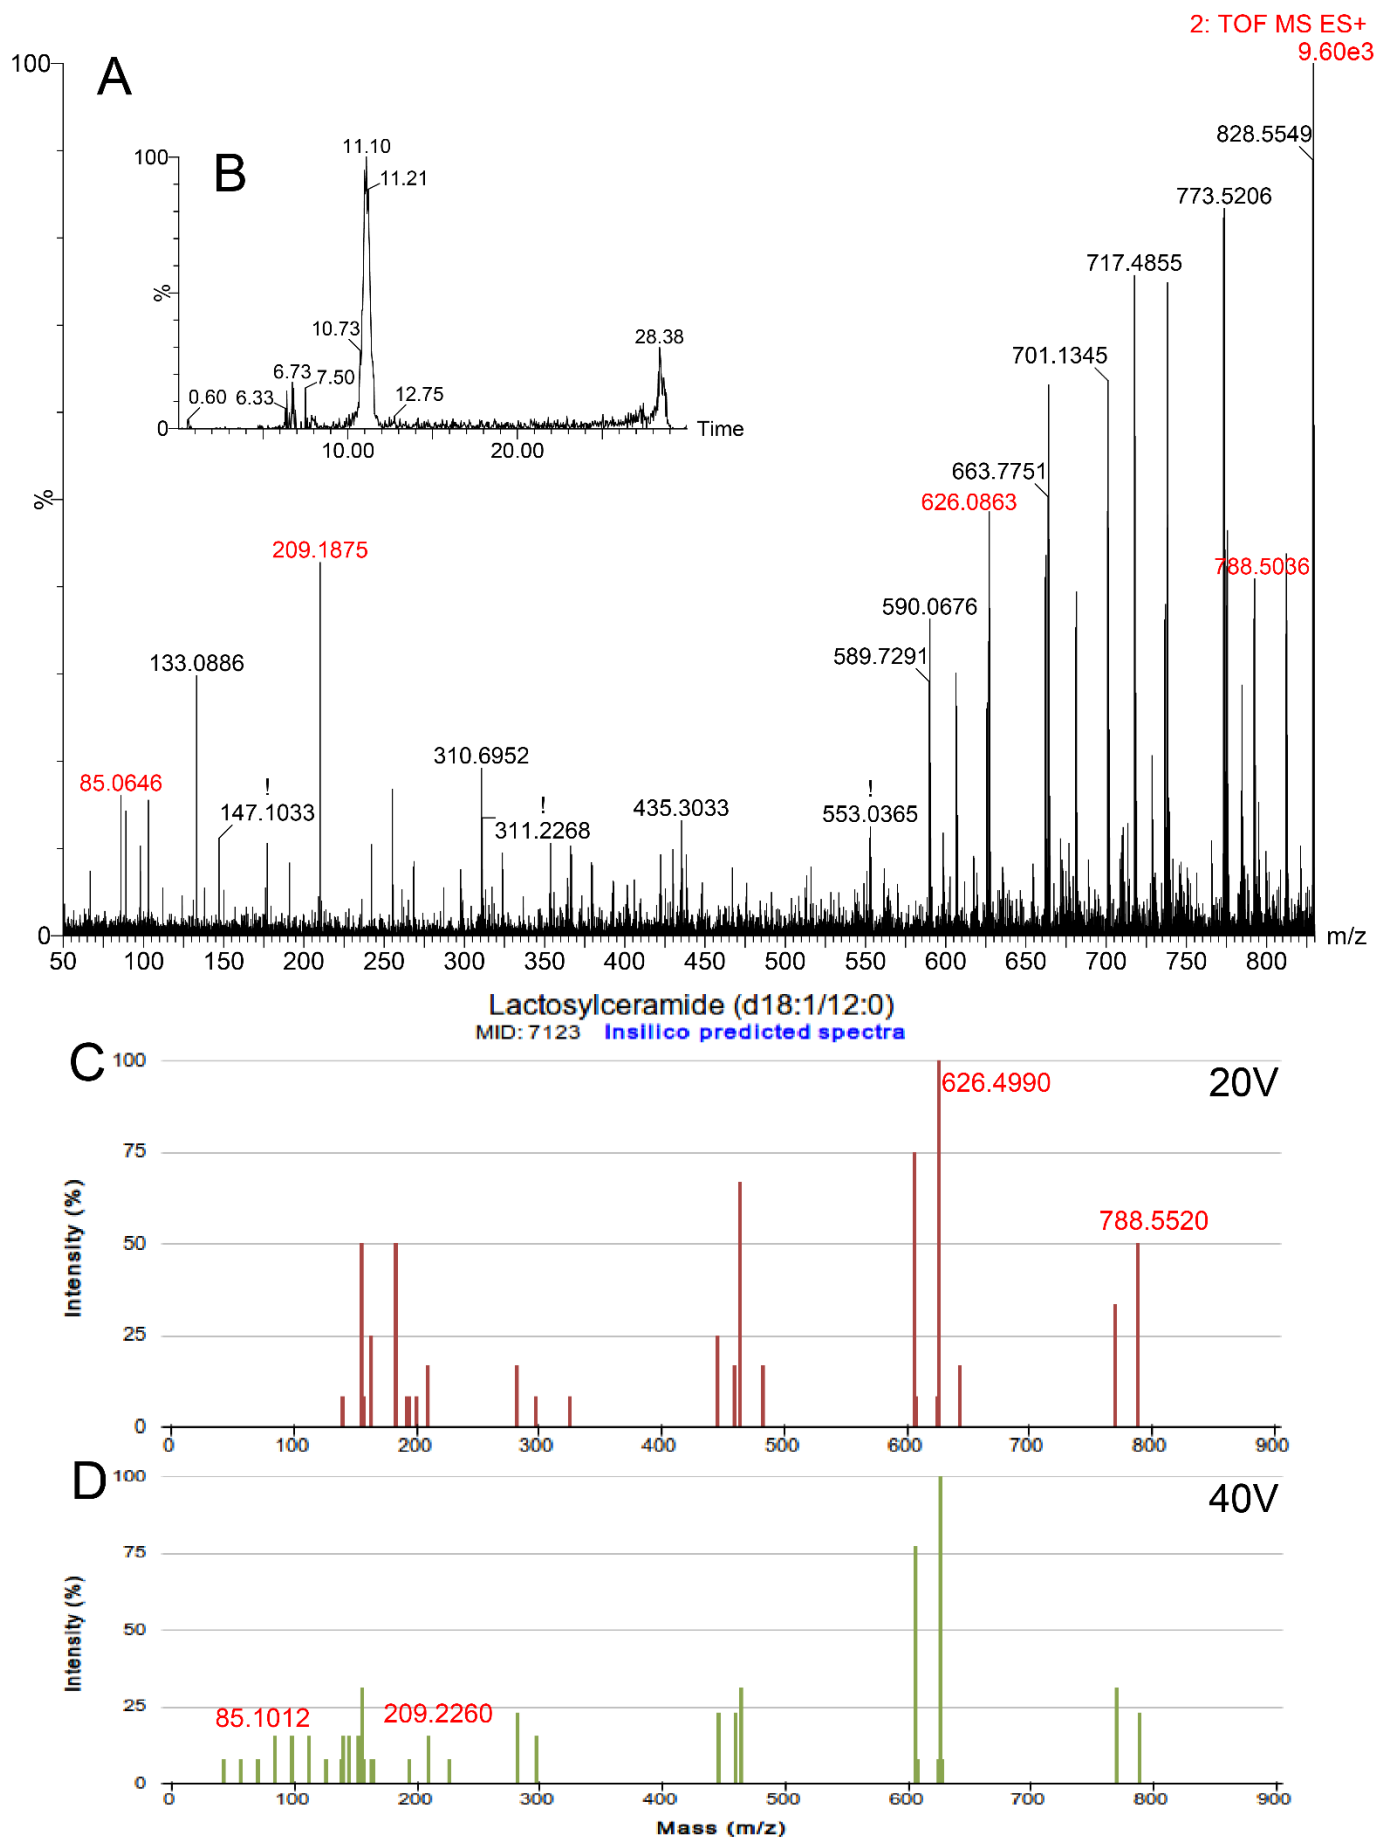 2: TOF MS ES+
9.60e3
100
A
828.5549
11.10
100
B
11.21
773.5206
717.4855
%
10.73
28.38
701.1345
6.73
7.50
0.60
6.33
12.75
0
Time
10.00
20.00
663.7751
%
626.0863
209.1875
788.5036
590.0676
133.0886
589.7291
310.6952
85.0646
!
!
!
147.1033
311.2268
435.3033
553.0365
0
m/z
50 100 150 200 250 300 350 400 450 500 550 600 650 700 750 800
Lactosylceramide (d18:1/12:0)
MID: 7123 Insilico predicted spectra
C
100
626.4990
20V
75
788.5520
50
25
0
Intensity (%)
0 100 200 300 400 500 600 700 800 900
D
100
40V
75
50
25
85.1012
209.2260
0
Intensity (%)
0 100 200 300 400 500 600 700 800 900
Mass (m/z)